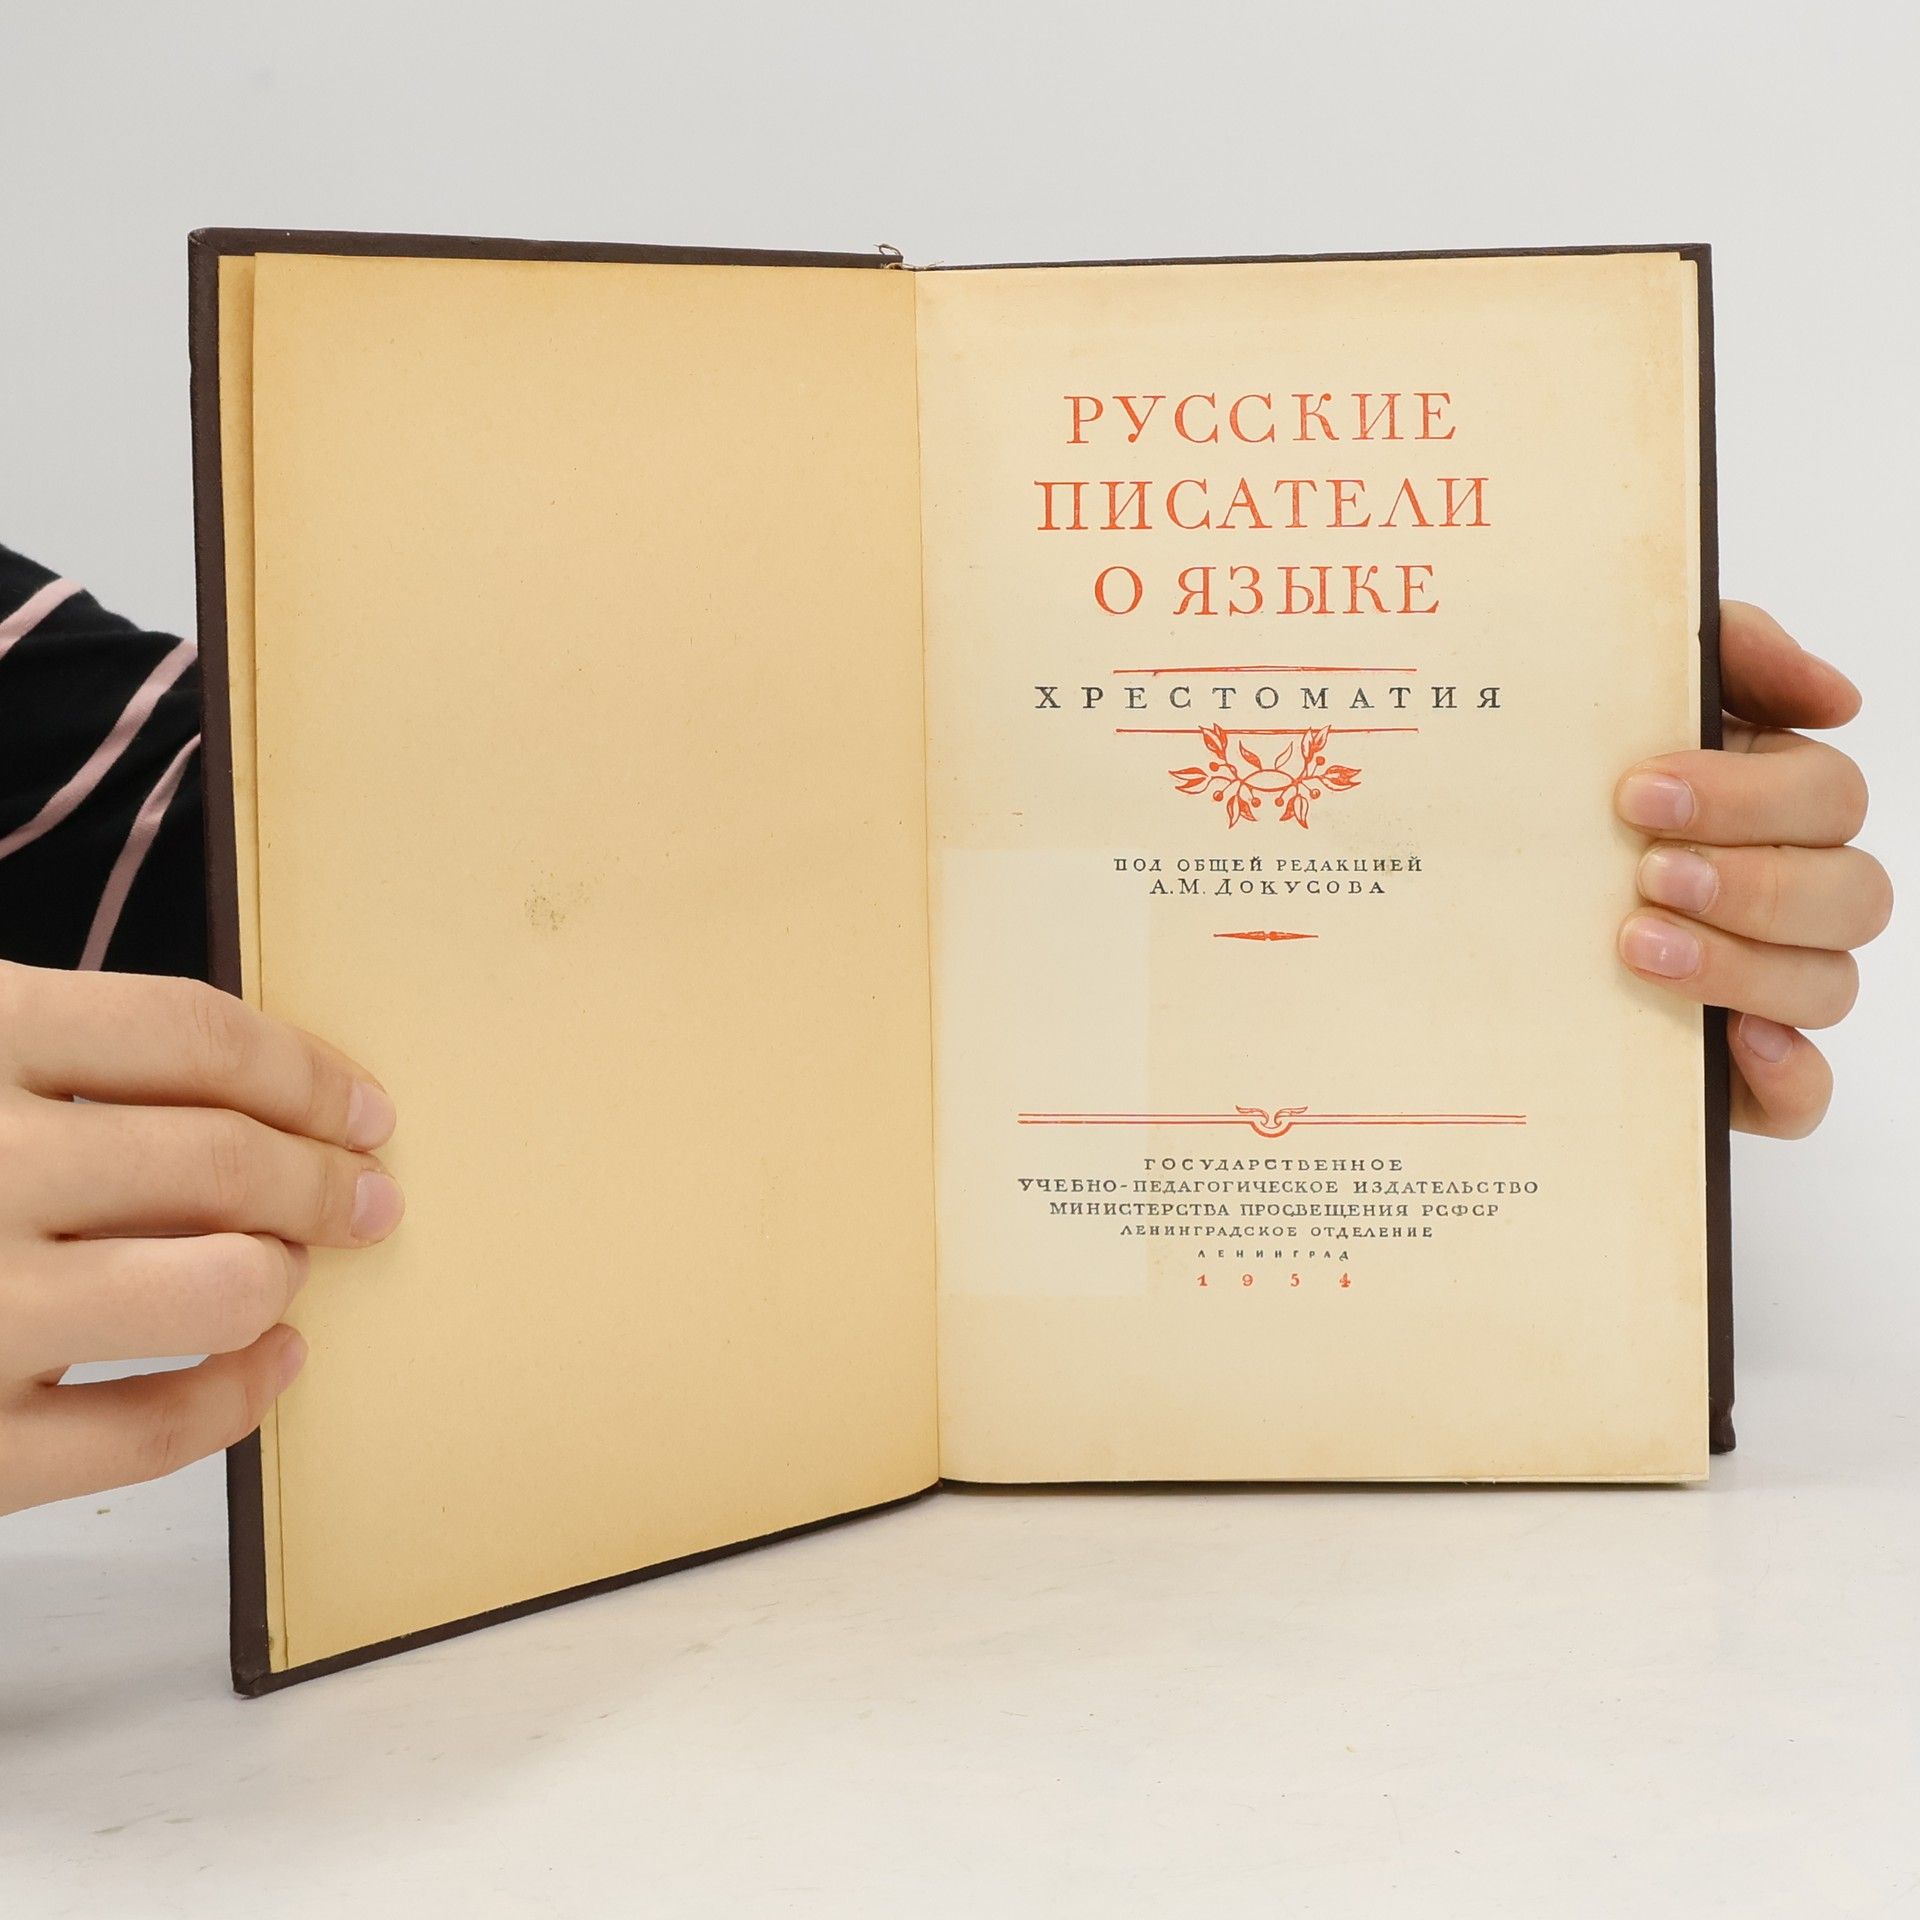 РУССКИЕ
ПИСАТЕЛИ
О ЯЗЫКЕ
ХРЕСТОМАТИЯ
ПОД ОБЩЕЙ РЕДАКЦИЕЙ
А.М. ДОКУСОВА
ГОСУДАРСТВЕННОЕ
УЧЕБНО-ПЕДАГОГИЧЕСКОЕ ИЗДАТЕЛЬСТВО
МИНИСТЕРСТВА ПРОСВЕЩЕНИЯ РСФСР
ЛЕНИНГРАДСКОЕ ОТДЕЛЕНИЕ
ЛЕНИНГРАД
1954